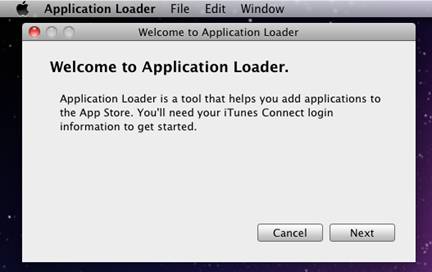 Application Loader File Edit Window
Welcome to Application Loader
Welcome to Application Loader.
Application Loader is a tool that helps you add applications to
the App Store. You'll need your iTunes Connect login
information to get started.
Cancel Next